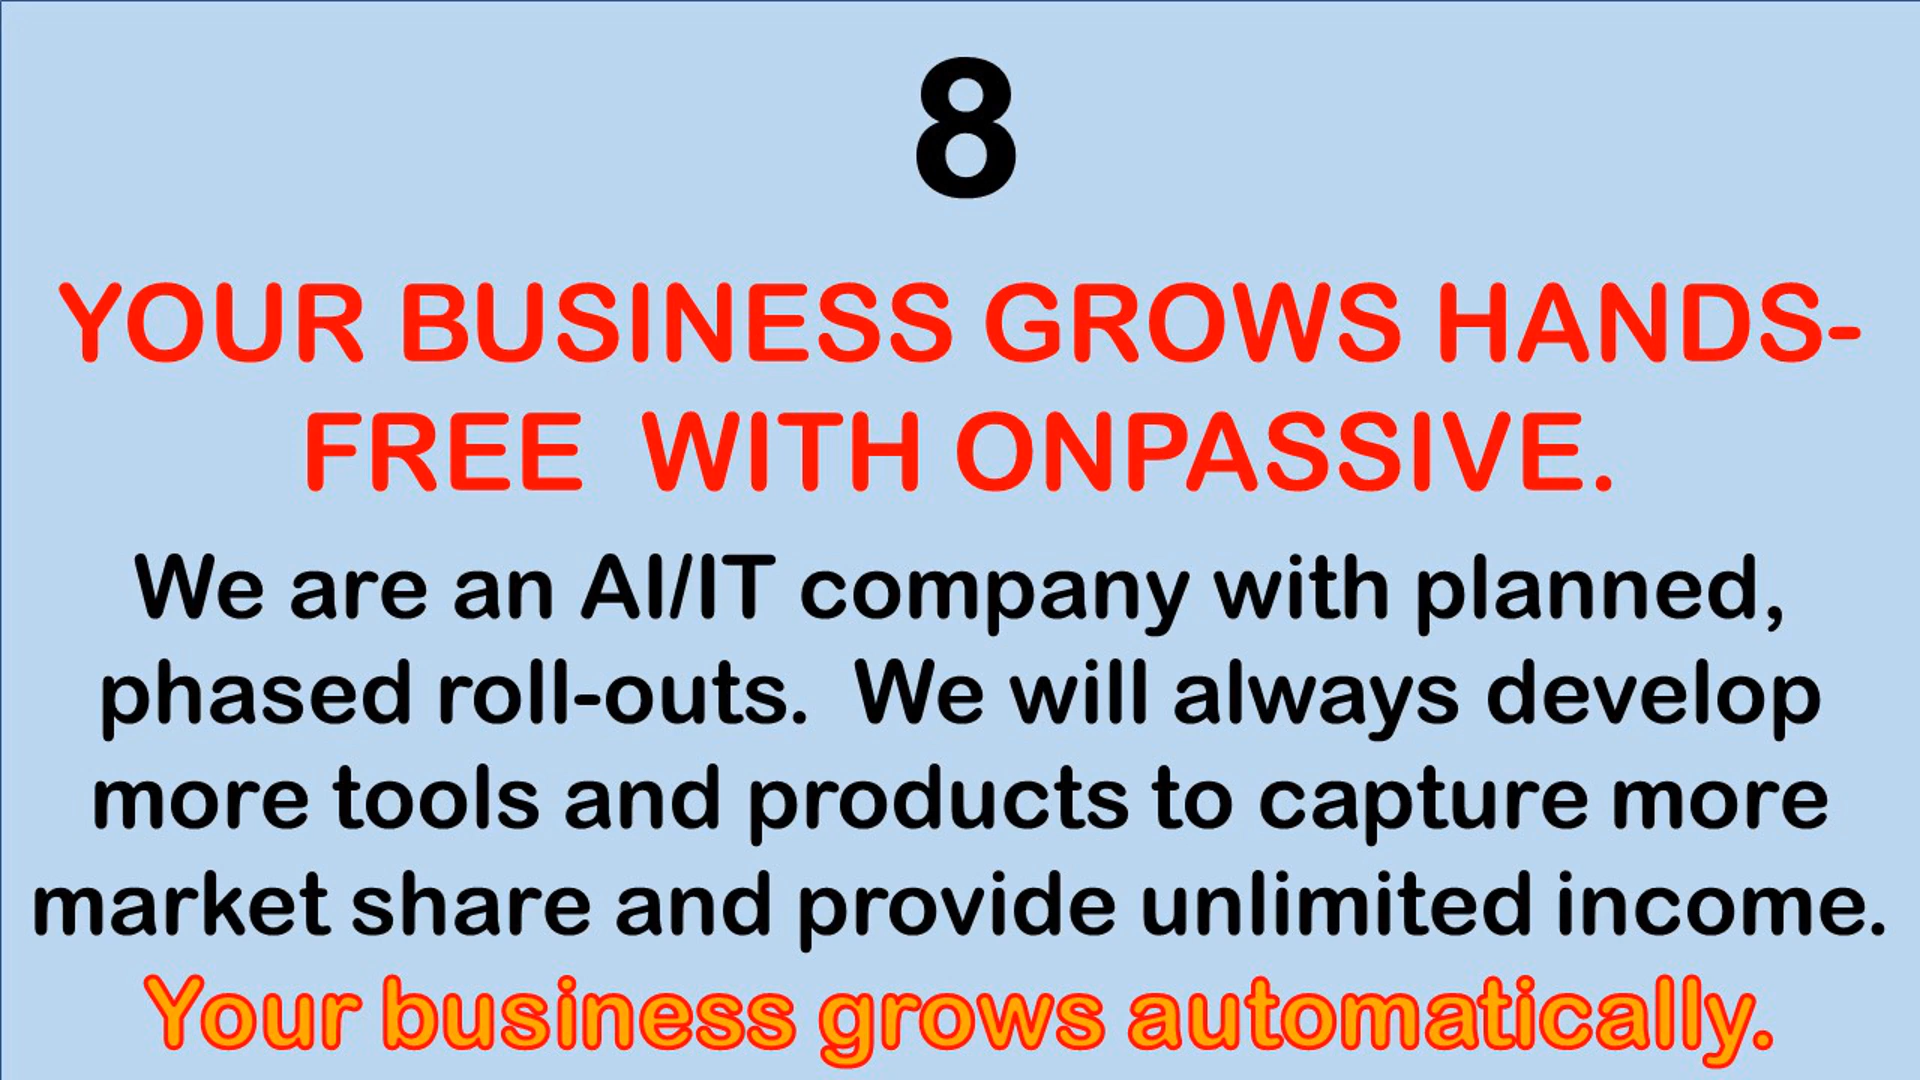 8
YOUR BUSINESS GROWS HANDS-
FREE  WITH ONPASSIVE.
We are an AI/IT company with planned,
phased roll-outs.  We will always develop
more tools and products to capture more
market share and provide unlimited income.
Your business grows automatically.